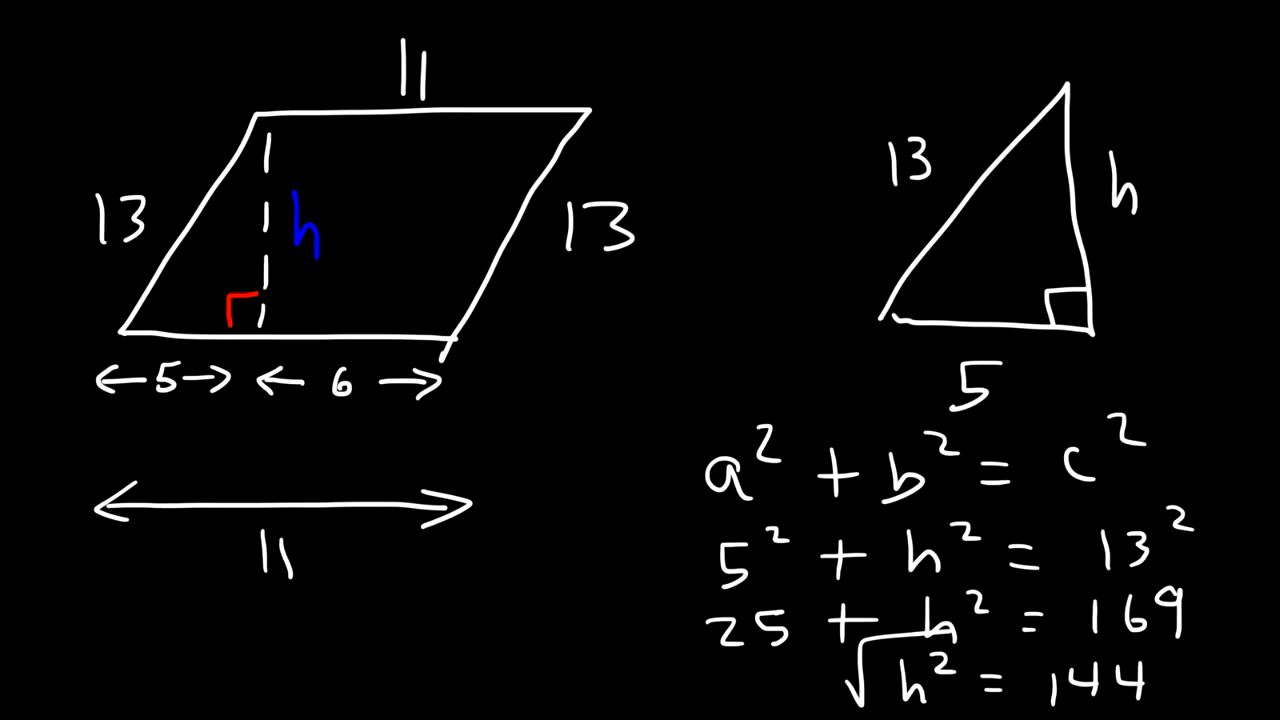 11
13
h
13
5
6
11
13
h
5
a² + b² = c²
5² + h² = 13²
25 + h² = 169
√h² = 144